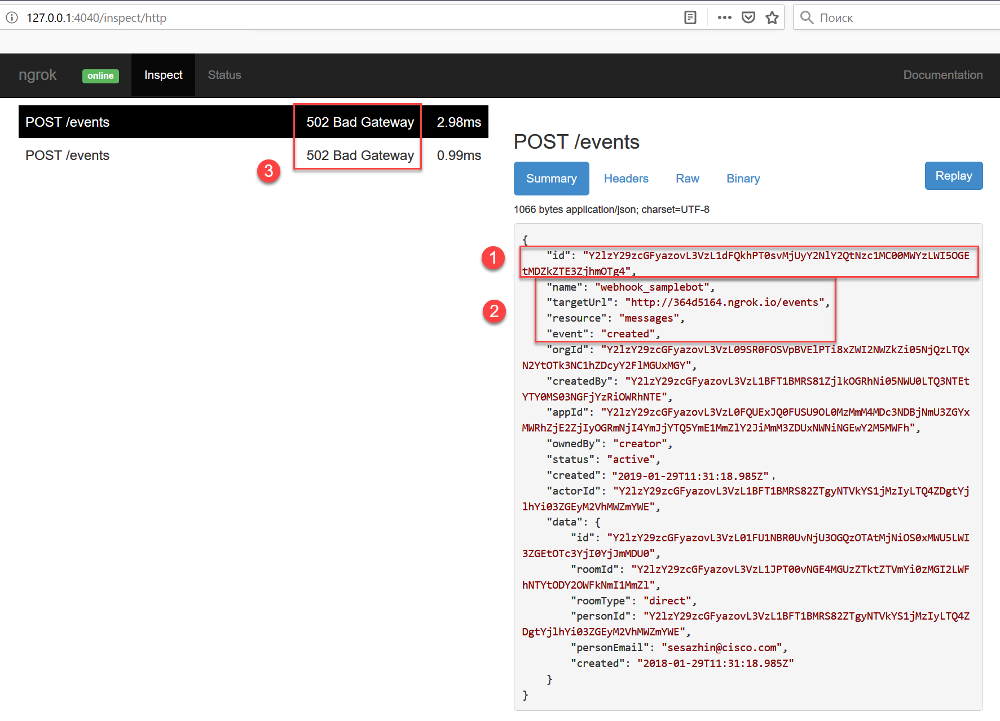 127.0.0.1:4040/inspect/http
Поиск
ngrok online Inspect Status Documentation
POST /events 502 Bad Gateway 2.98ms
POST /events 502 Bad Gateway 0.99ms
3
POST /events
Summary Headers Raw Binary Replay
1066 bytes application/json; charset=UTF-8
{
1
"id": "Y2lzY29zcGFyazovL3VzL1dFQkhPT0svMjUyY2NlY2QtNzc1MC00MWYzLWI5OGE
tMDZkZTE3ZjhmOTg4",
"name": "webhook_samplebot",
"targetUrl": "http://364d5164.ngrok.io/events",
2
"resource": "messages",
"event": "created",
"orgId": "Y2lzY29zcGFyazovL3VzL09SR0FOSVpBVElPTi8xZWI2NWZkZi05NjQzLTQx
N2YtOTk3NC1hZDcyY2FlMGUxMGY",
"createdBy": "Y2lzY29zcGFyazovL3VzL1BFT1BMRS81ZjlkOGRhNi05NWU0LTQ3NTEt
YTY0MS03NGFjYzRiOWRhNTE",
"appId": "Y2lzY29zcGFyazovL3VzL0FQUExJQ0FUSU9OL0MzMmM4MDc3NDBjNmU3ZGYx
MWRhZjE2ZjIyOGRmNjI4YmJjYTQ5YmE1MmZlY2JiMmM3ZDUxNWNiNGEwY2M5MWFh",
"ownedBy": "creator",
"status": "active",
"created": "2019-01-29T11:31:18.985Z",
"actorId": "Y2lzY29zcGFyazovL3VzL1BFT1BMRS82ZTgyNTVkYS1jMzIyLTQ4ZDgtYj
lhYi03ZGEyM2VhMWZmYWE",
"data": {
"id": "Y2lzY29zcGFyazovL3VzL01FU1NBR0UvNjU3OGQzOTAtMjNiOS0xMWU5LWI
3ZGEtOTc3YjI0YjJmMDU0",
"roomId": "Y2lzY29zcGFyazovL3VzL1JPT00vNGE4MGUzZTktZTVmYi0zMGI2LWF
hNTYtODY2OWFkNmI1MmZl",
"roomType": "direct",
"personId": "Y2lzY29zcGFyazovL3VzL1BFT1BMRS82ZTgyNTVkYS1jMzIyLTQ4Z
DgtYjlhYi03ZGEyM2VhMWZmYWE",
"personEmail": "sesazhin@cisco.com",
"created": "2018-01-29T11:31:18.985Z"
}
}